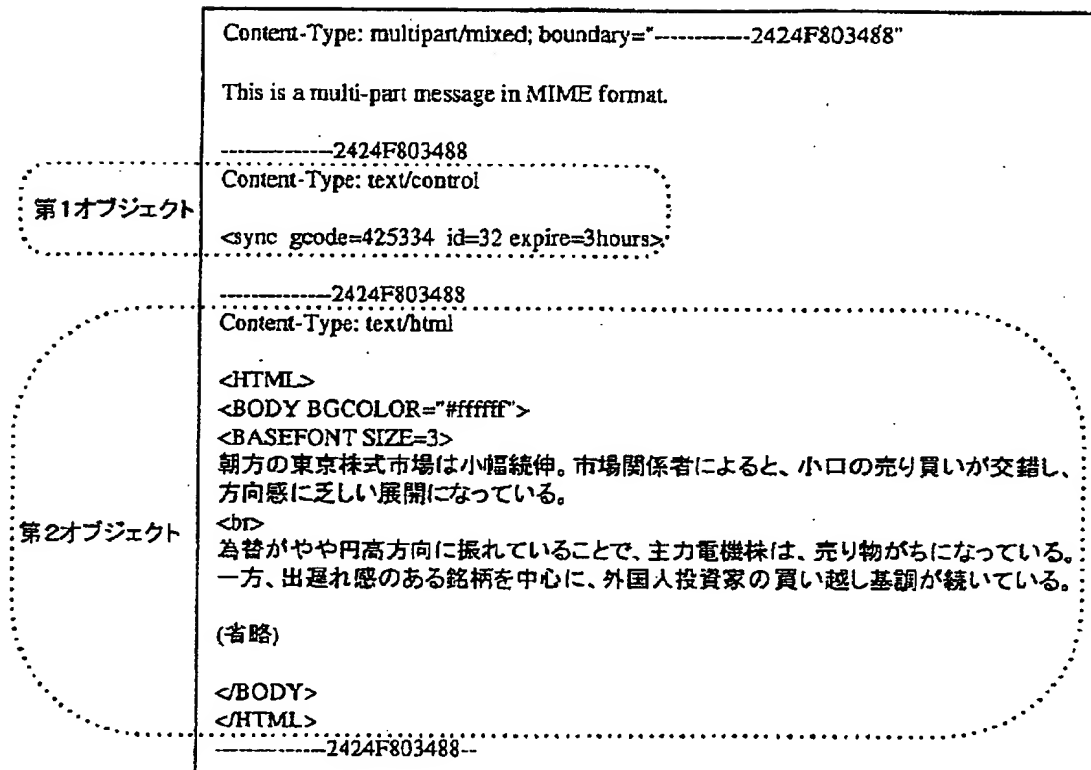 Content-Type: multipart/mixed; boundary="-------------2424F803488"
This is a multi-part message in MIME format.
---------------2424F803488
Content-Type: text/control
第1オブジェクト
<sync gcode=425334 id=32 expire=3hours>
---------------2424F803488
Content-Type: text/html
<HTML>
<BODY BGCOLOR="#ffffff">
<BASEFONT SIZE=3>
朝方の東京株式市場は小幅続伸。市場関係者によると、小口の売り買いが交錯し、
方向感に乏しい展開になっている。
<br>
第2オブジェクト
為替がやや円高方向に振れていることで、主力電機株は、売り物がちになっている。
一方、出遅れ感のある銘柄を中心に、外国人投資家の買い越し基調が続いている。
(省略)
</BODY>
</HTML>
---------------2424F803488--